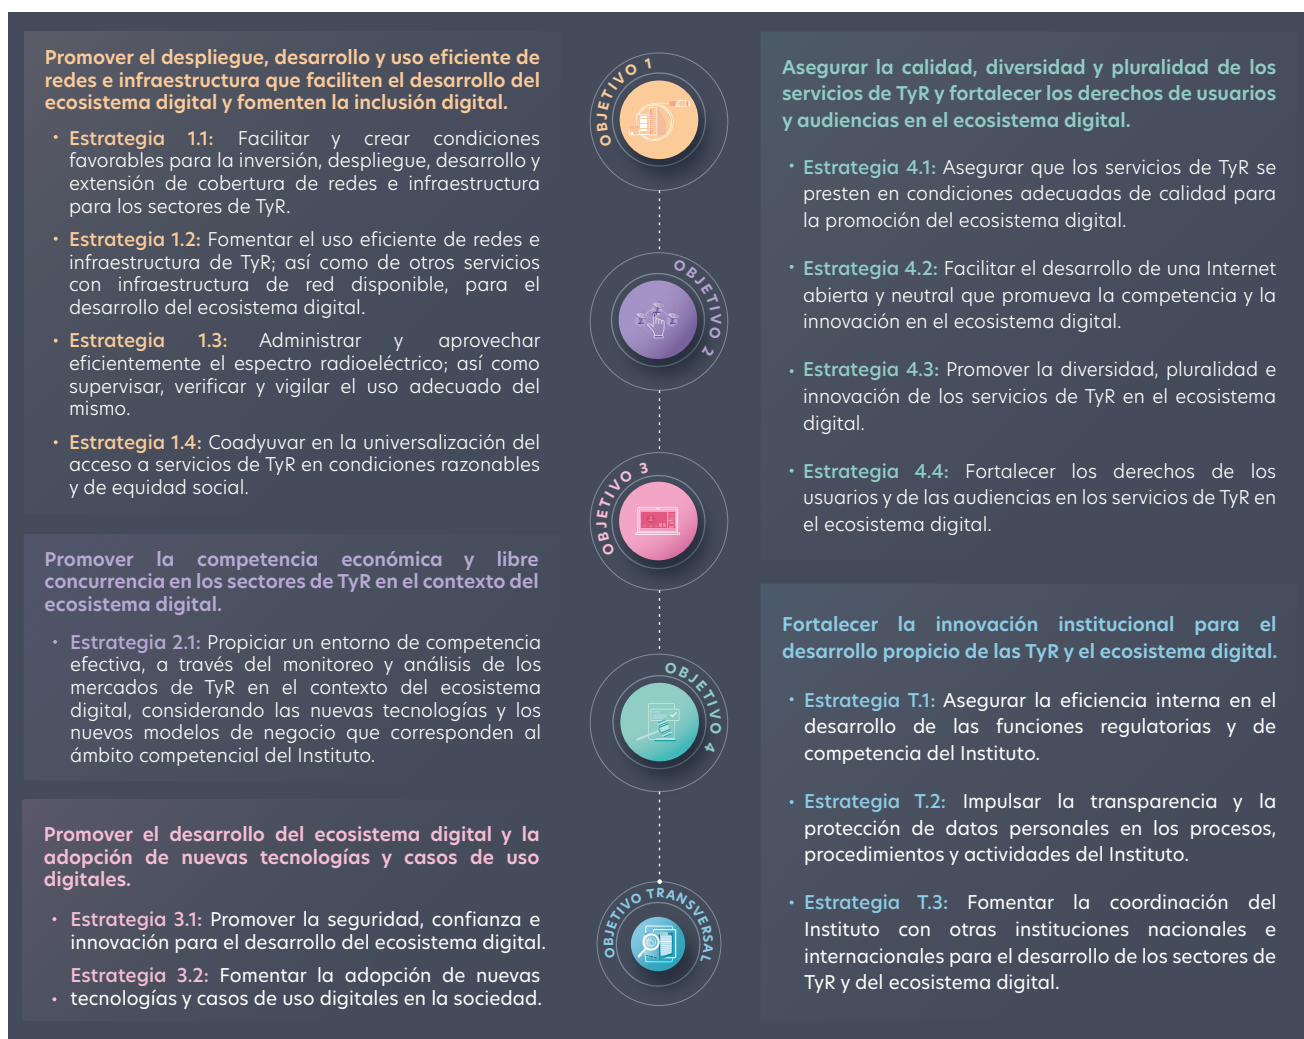 Promover el despliegue, desarrollo y uso eficiente de
redes e infraestructura que faciliten el desarrollo del
ecosistema digital y fomenten la inclusión digital.
• Estrategia 1.1: Facilitar y crear condiciones
favorables para la inversión, despliegue, desarrollo y
extensión de cobertura de redes e infraestructura
para los sectores de TyR.
• Estrategia 1.2: Fomentar el uso eficiente de redes e
infraestructura de TyR; así como de otros servicios
con infraestructura de red disponible, para el
desarrollo del ecosistema digital.
• Estrategia 1.3: Administrar y aprovechar
eficientemente el espectro radioeléctrico; así como
supervisar, verificar y vigilar el uso adecuado del
mismo.
• Estrategia 1.4: Coadyuvar en la universalización del
acceso a servicios de TyR en condiciones razonables
y de equidad social.
Promover la competencia económica y libre
concurrencia en los sectores de TyR en el contexto del
ecosistema digital.
• Estrategia 2.1: Propiciar un entorno de competencia
efectiva, a través del monitoreo y análisis de los
mercados de TyR en el contexto del ecosistema
digital, considerando las nuevas tecnologías y los
nuevos modelos de negocio que corresponden al
ámbito competencial del Instituto.
Promover el desarrollo del ecosistema digital y la
adopción de nuevas tecnologías y casos de uso
digitales.
• Estrategia 3.1: Promover la seguridad, confianza e
innovación para el desarrollo del ecosistema digital.
Estrategia 3.2: Fomentar la adopción de nuevas
• tecnologías y casos de uso digitales en la sociedad.
OBJETIVO 1
OBJETIVO 2
OBJETIVO 3
OBJETIVO 4
OBJETIVO TRANSVERSAL
Asegurar la calidad, diversidad y pluralidad de los
servicios de TyR y fortalecer los derechos de usuarios
y audiencias en el ecosistema digital.
• Estrategia 4.1: Asegurar que los servicios de TyR se
presten en condiciones adecuadas de calidad para
la promoción del ecosistema digital.
• Estrategia 4.2: Facilitar el desarrollo de una Internet
abierta y neutral que promueva la competencia y la
innovación en el ecosistema digital.
• Estrategia 4.3: Promover la diversidad, pluralidad e
innovación de los servicios de TyR en el ecosistema
digital.
• Estrategia 4.4: Fortalecer los derechos de los
usuarios y de las audiencias en los servicios de TyR en
el ecosistema digital.
Fortalecer la innovación institucional para el
desarrollo propicio de las TyR y el ecosistema digital.
• Estrategia T.1: Asegurar la eficiencia interna en el
desarrollo de las funciones regulatorias y de
competencia del Instituto.
• Estrategia T.2: Impulsar la transparencia y la
protección de datos personales en los procesos,
procedimientos y actividades del Instituto.
• Estrategia T.3: Fomentar la coordinación del
Instituto con otras instituciones nacionales e
internacionales para el desarrollo de los sectores de
TyR y del ecosistema digital.